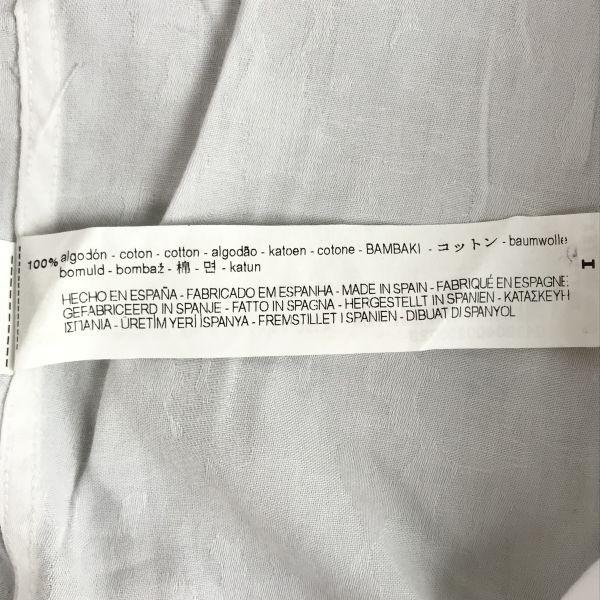 100% algodón - coton - cotton - algodão - katoen - cotone - BAMBAKI - コットン - baumwolle
bomuld - bombaž - 棉 - 면 - katun
HECHO EN ESPAÑA - FABRICADO EM ESPANHA - MADE IN SPAIN - FABRIQUÉ EN ESPAGNE
GEFABRICEERD IN SPANJE - FATTO IN SPAGNA - HERGESTELLT IN SPANIEN - ΚΑΤΑΣΚΕΥΗ
ΙΣΠΑΝΙΑ - ÜRETİM YERİ İSPANYA - FREMSTILLET I SPANIEN - DIBUAT DI SPANYOL